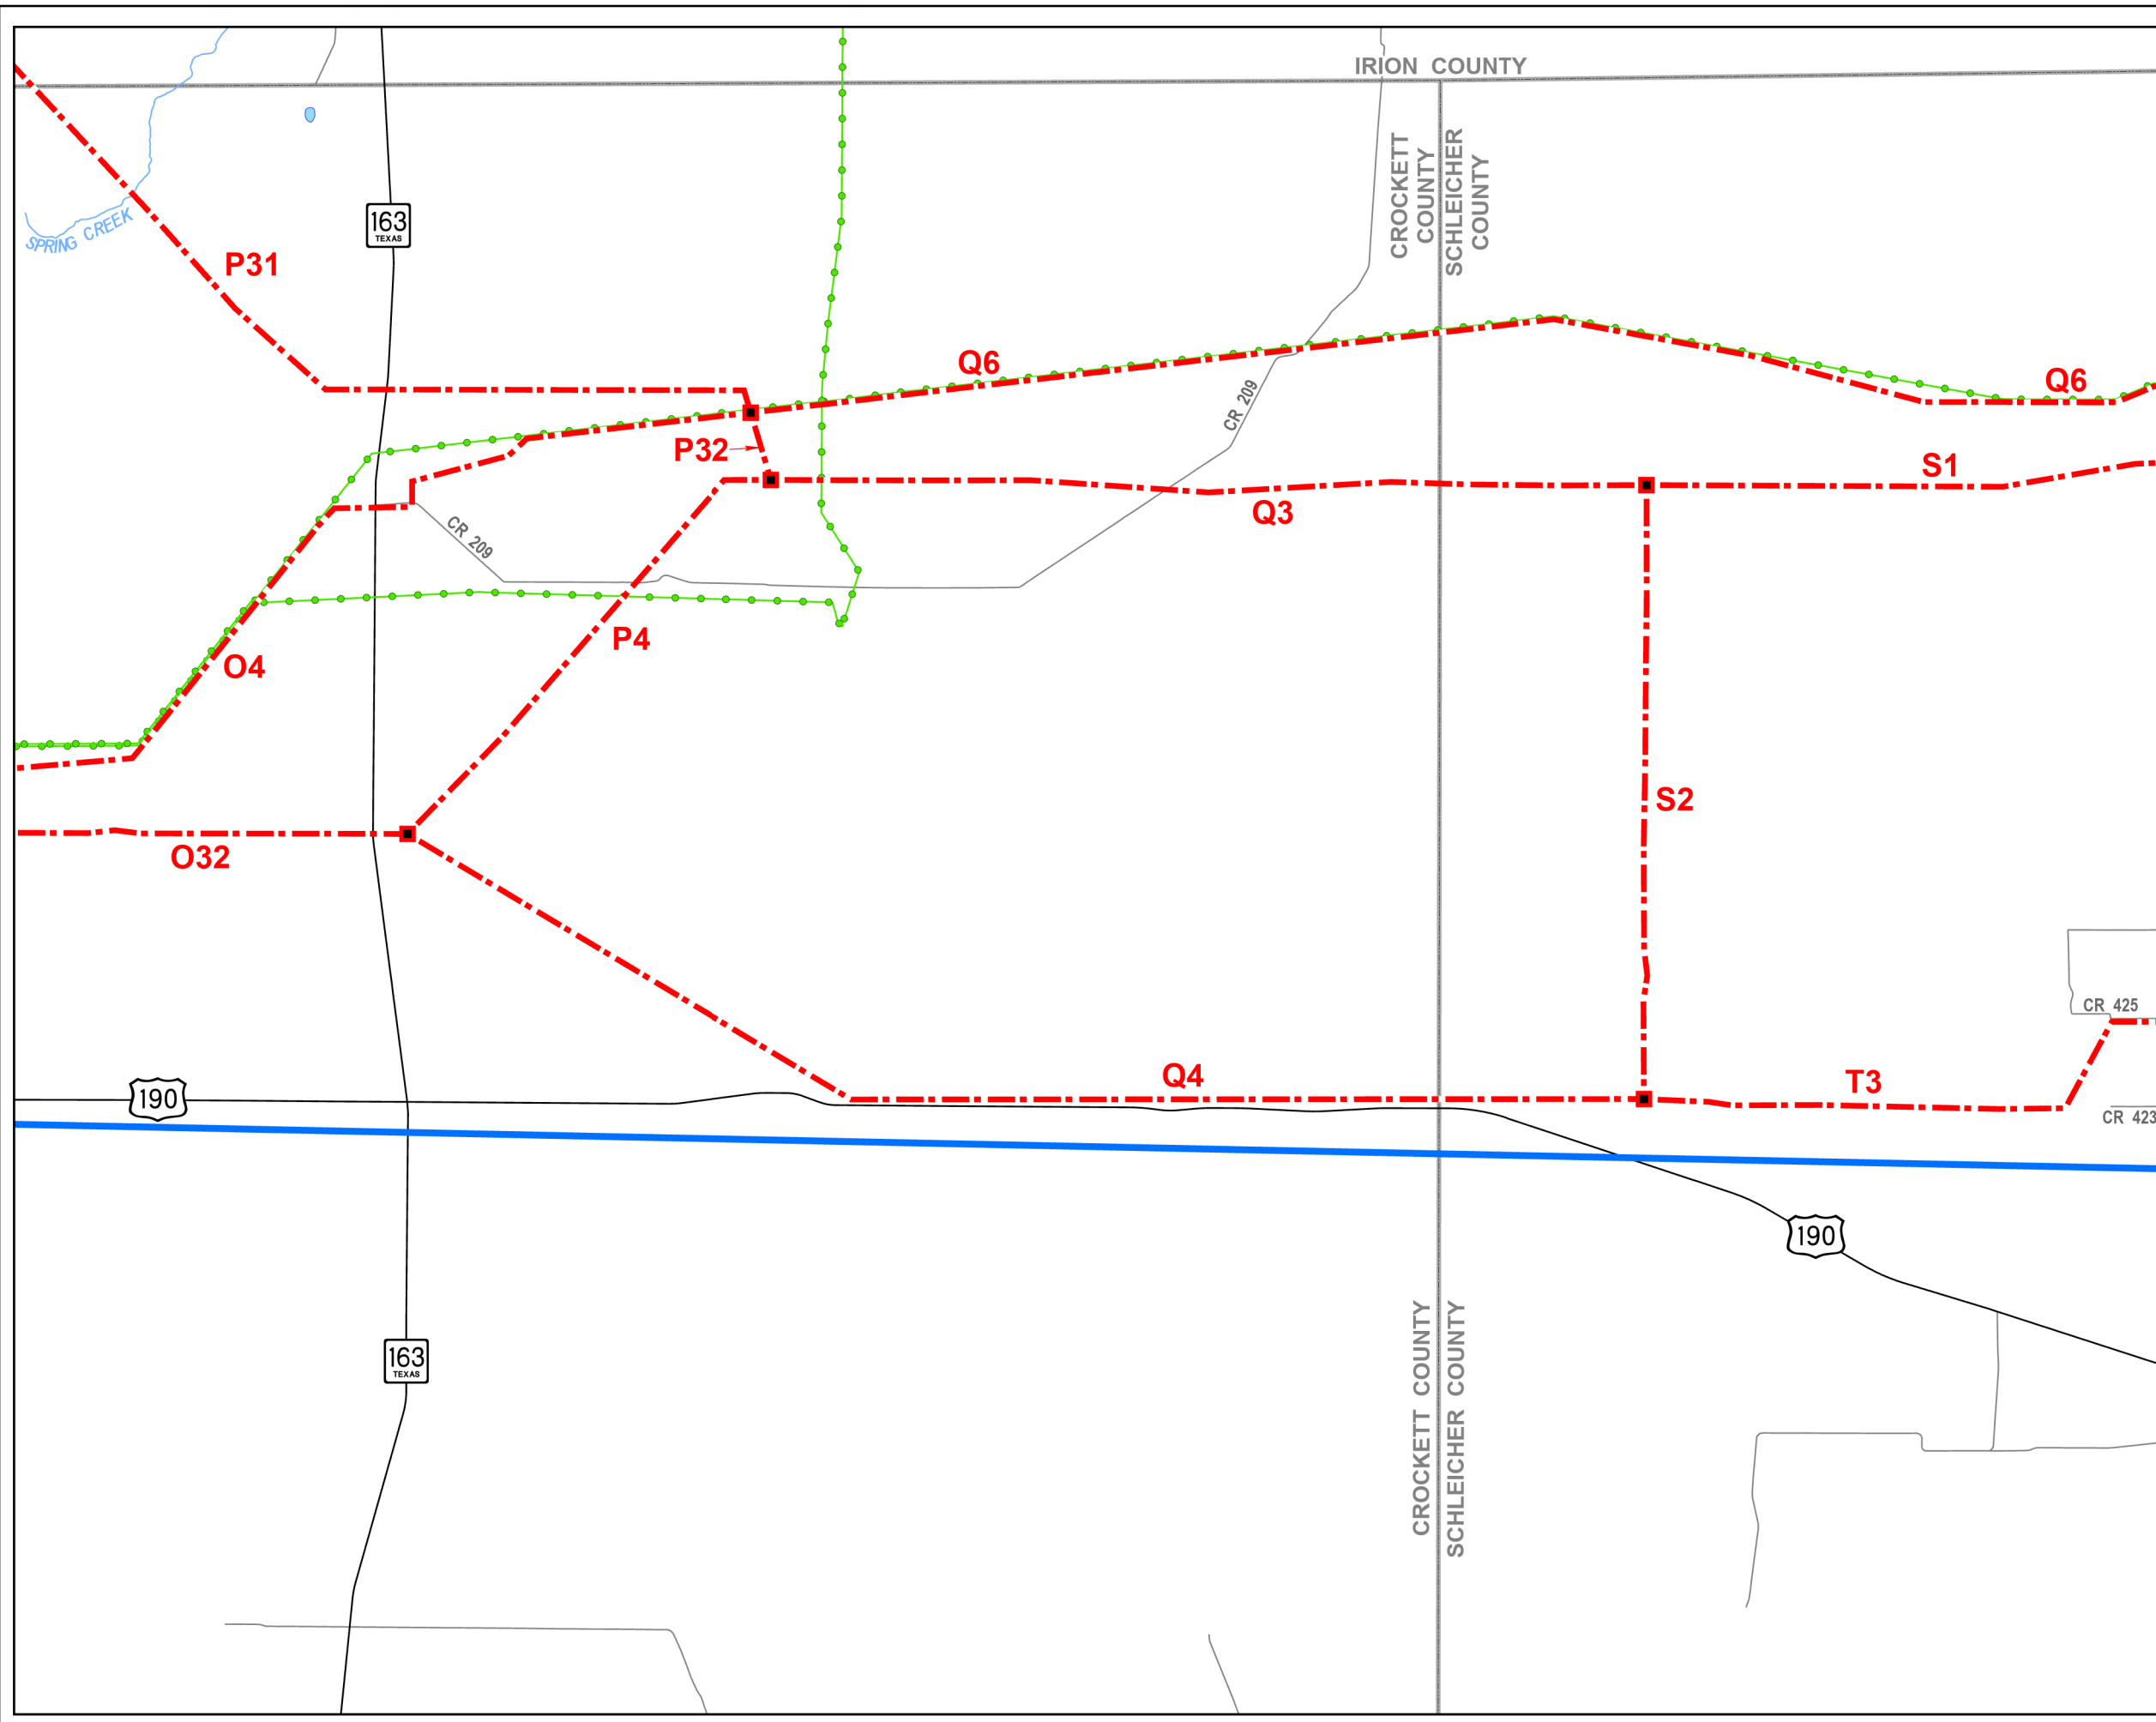 IRION COUNTY
CROCKETT
COUNTY
SCHLEICHER
COUNTY
163
TEXAS
SPRING CREEK
P31
Q6
Q6
CR 209
P32
S1
Q3
CR 209
P4
O4
S2
O32
CR 425
Q4
T3
190
CR 423
190
CROCKETT COUNTY
SCHLEICHER COUNTY
163
TEXAS